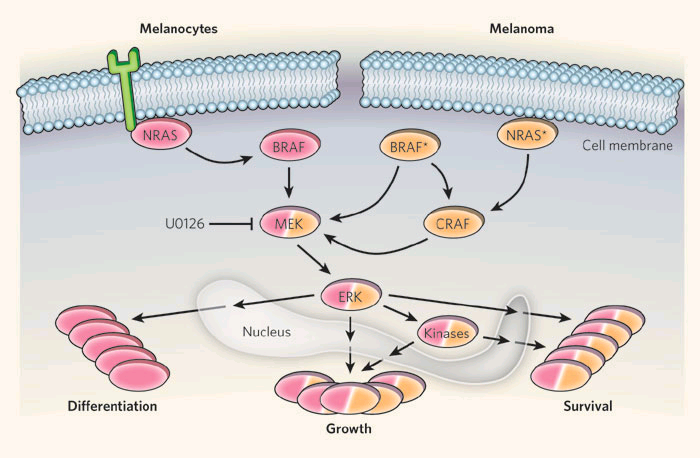 Melanocytes
Melanoma
NRAS
BRAF
BRAF*
NRAS*
Cell membrane
U0126
MEK
CRAF
ERK
Nucleus
Kinases
Differentiation
Survival
Growth